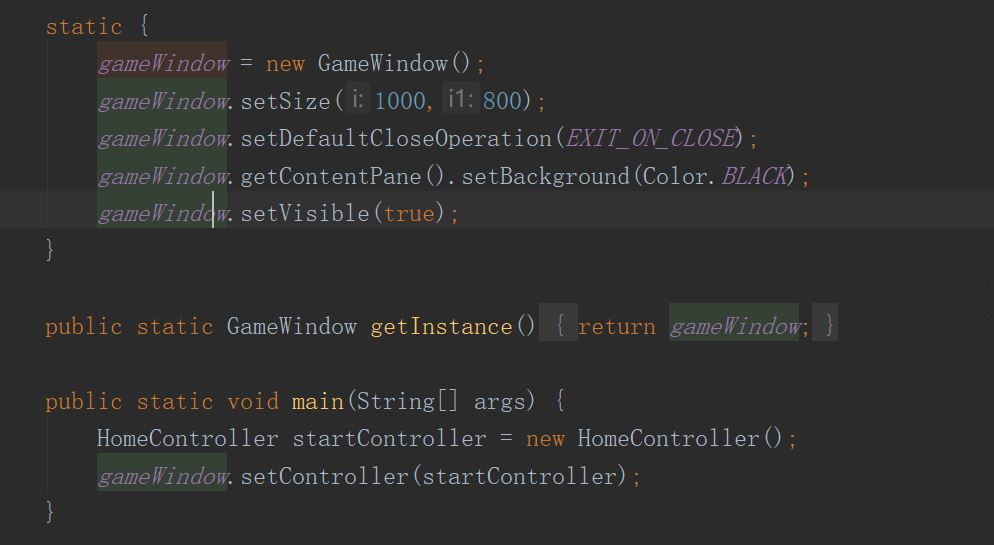 static {
gameWindow = new GameWindow();
gameWindow.setSize(i: 1000, i1: 800);
gameWindow.setDefaultCloseOperation(EXIT_ON_CLOSE);
gameWindow.getContentPane().setBackground(Color.BLACK);
gameWindow.setVisible(true);
}
public static GameWindow getInstance() { return gameWindow; }
public static void main(String[] args) {
HomeController startController = new HomeController();
gameWindow.setController(startController);
}